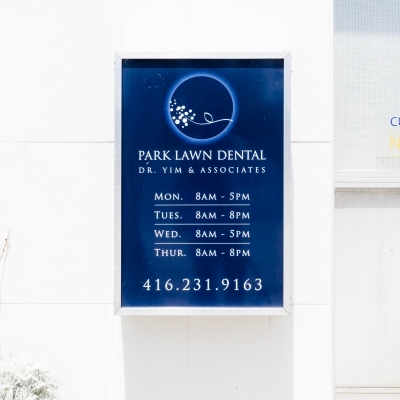 PARK LAWN DENTAL
DR. YIM & ASSOCIATES
MON. 8AM - 5PM
TUES. 8AM - 8PM
WED. 8AM - 5PM
THUR. 8AM - 8PM
416.231.9163